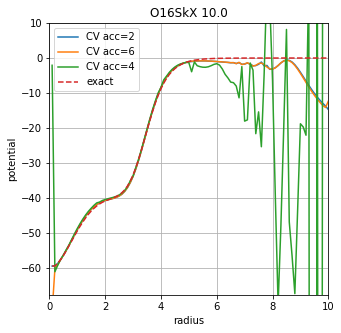 O16SkX 10.0
CV acc=2
CV acc=6
CV acc=4
exact
10
0
−10
−20
−30
−40
−50
−60
potential
0
2
4
6
8
10
radius